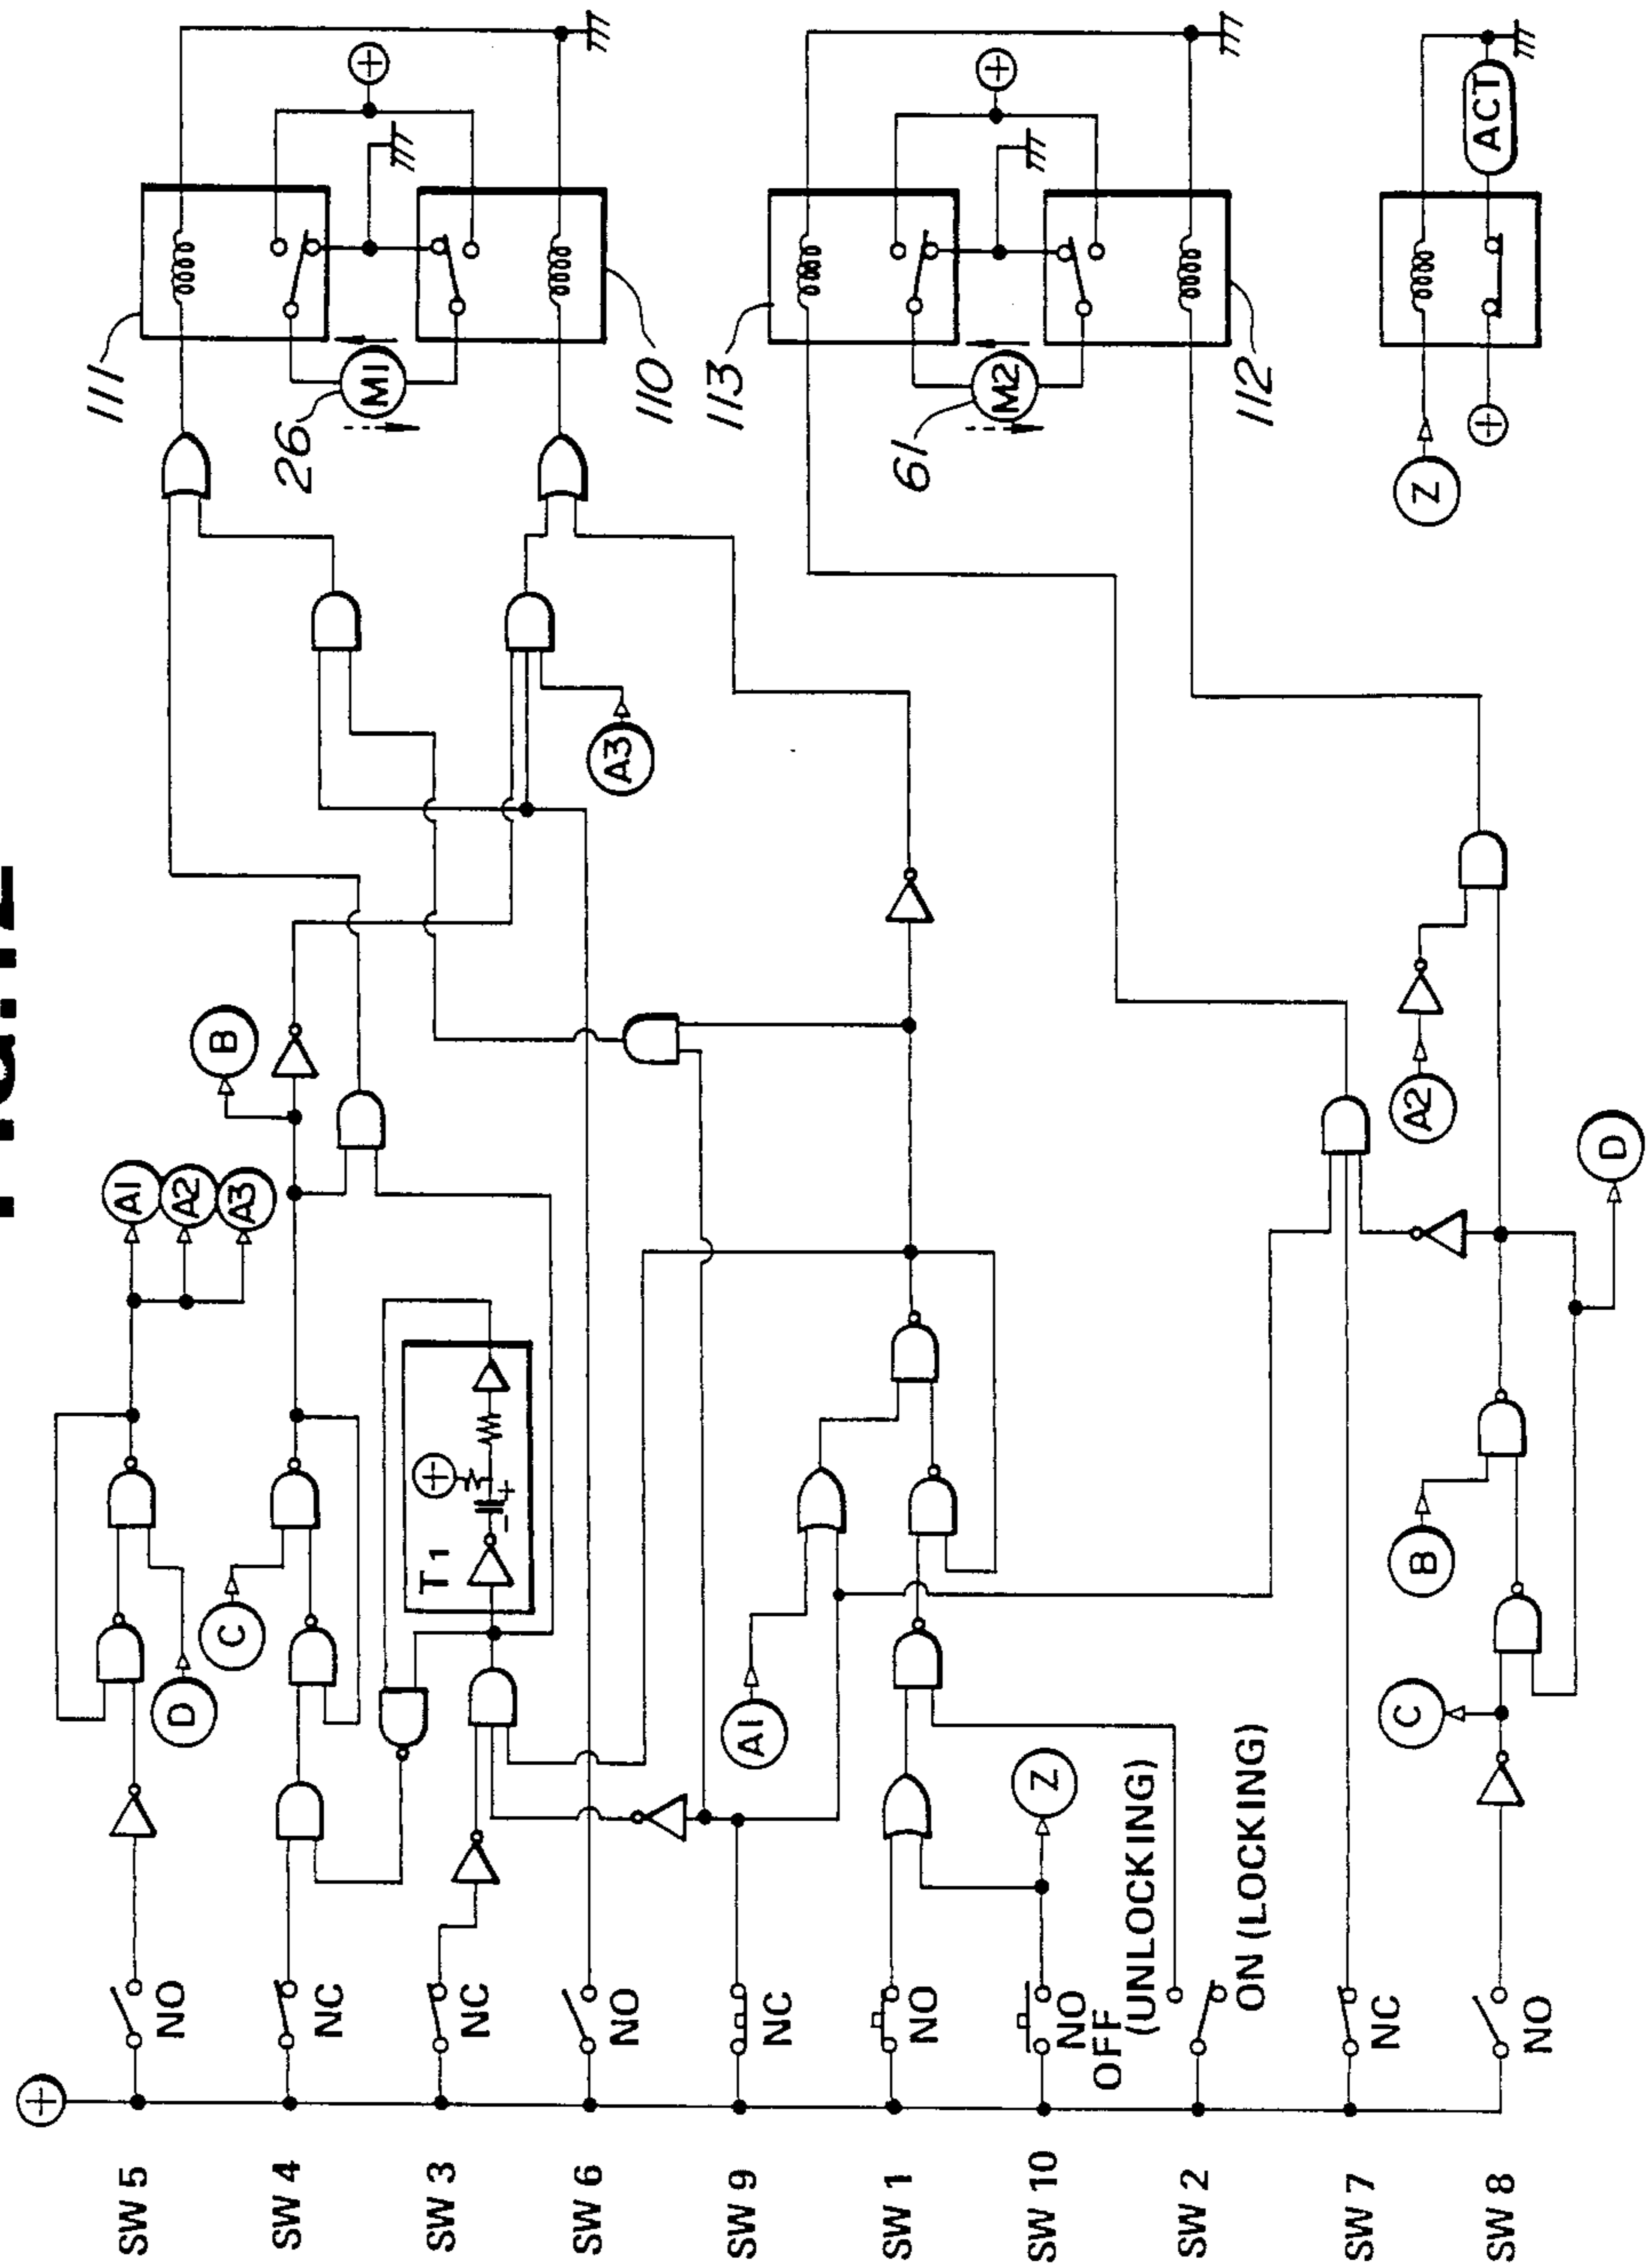 SW 5
SW 4
SW 3
SW 6
SW 9
SW 1
SW 10
SW 2
SW 7
SW 8
NO
NC
NC
NO
NC
NO
NO
OFF
(UNLOCKING)
ON (LOCKING)
NC
NO
D
C
T1
+
-
A1
Z
C
B
A1
A2
A3
B
A2
D
A3
Z
111
26
M1
110
113
61
M2
112
ACT